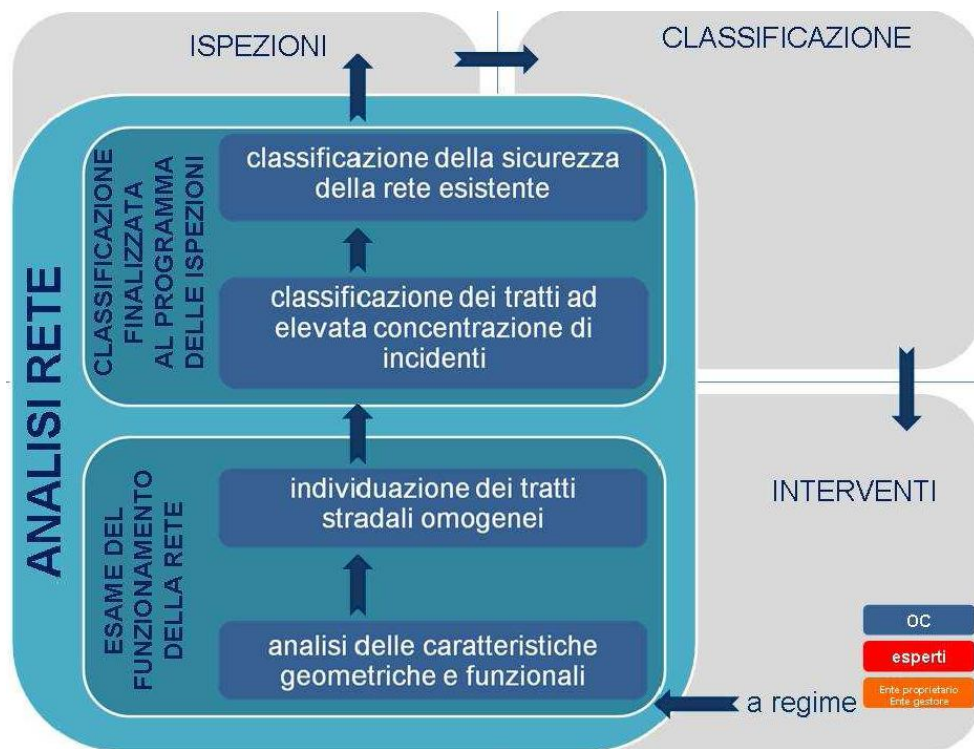 ISPEZIONI
CLASSIFICAZIONE
ANALISI RETE
CLASSIFICAZIONE
FINALIZZATA
AL PROGRAMMA
DELLE ISPEZIONI
classificazione della sicurezza
della rete esistente
classificazione dei tratti ad
elevata concentrazione di
incidenti
ESAME DEL
FUNZIONAMENTO
DELLA RETE
individuazione dei tratti
stradali omogenei
analisi delle caratteristiche
geometriche e funzionali
INTERVENTI
OC
esperti
Ente proprietario
Ente gestore
a regime